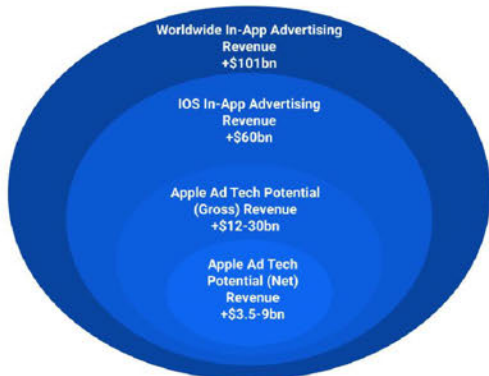 Worldwide In-App Advertising
Revenue
+$101bn
IOS In-App Advertising
Revenue
+$60bn
Apple Ad Tech Potential
(Gross) Revenue
+$12-30bn
Apple Ad Tech
Potential (Net)
Revenue
+$3.5-9bn